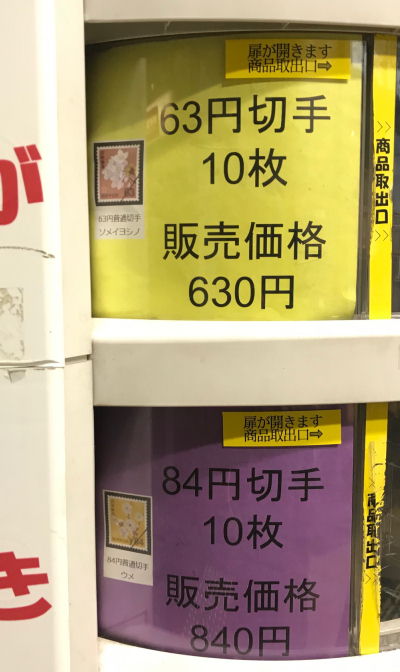 が
扉が開きます
商品取出口⇨
63円切手
10枚
63円普通切手
ソメイヨシノ
販売価格
630円
>>商品取出口>>
扉が開きます
商品取出口⇨
84円切手
10枚
84円普通切手
ウメ
販売価格
840円
>>商品取出口>>
き